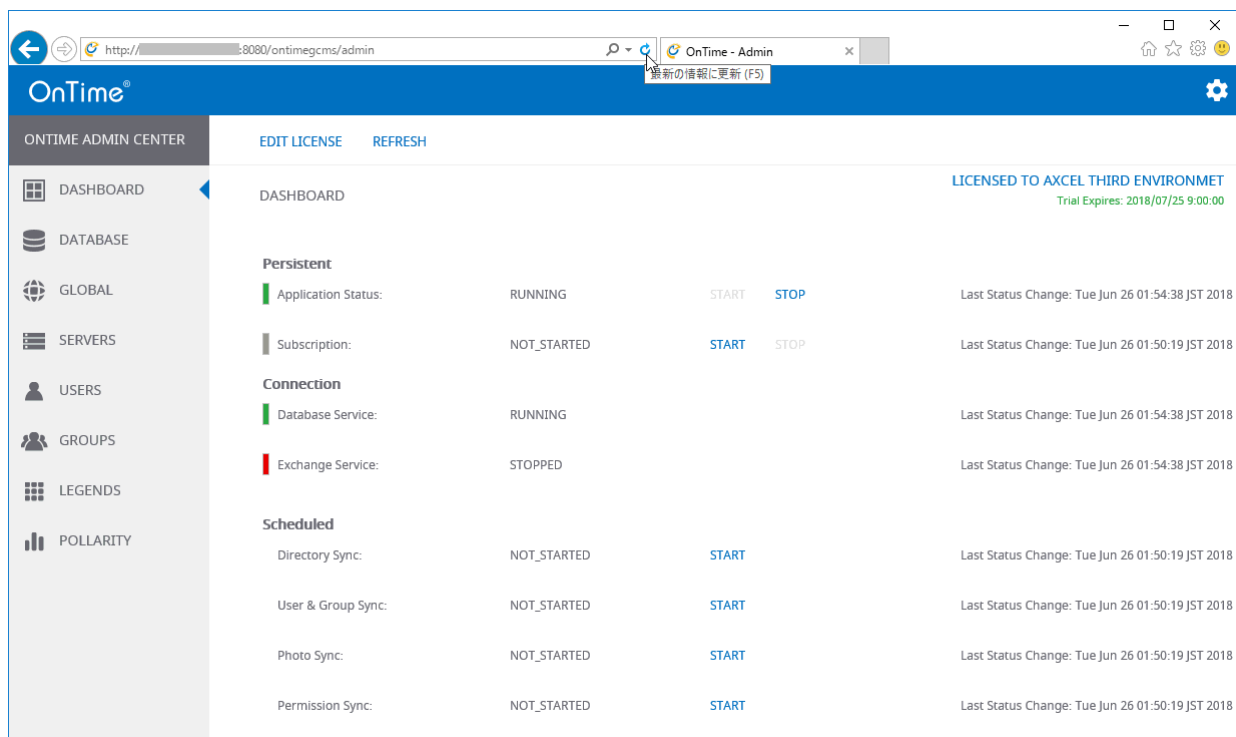 http:// :8080/ontimegcms/admin
OnTime - Admin
最新の情報に更新 (F5)
OnTime®
ONTIME ADMIN CENTER
EDIT LICENSE REFRESH
DASHBOARD
DATABASE
GLOBAL
SERVERS
USERS
GROUPS
LEGENDS
POLLARITY
DASHBOARD
LICENSED TO AXCEL THIRD ENVIRONMET
Trial Expires: 2018/07/25 9:00:00
Persistent
Application Status: RUNNING START STOP Last Status Change: Tue Jun 26 01:54:38 JST 2018
Subscription: NOT_STARTED START STOP Last Status Change: Tue Jun 26 01:50:19 JST 2018
Connection
Database Service: RUNNING Last Status Change: Tue Jun 26 01:54:38 JST 2018
Exchange Service: STOPPED Last Status Change: Tue Jun 26 01:54:38 JST 2018
Scheduled
Directory Sync: NOT_STARTED START Last Status Change: Tue Jun 26 01:50:19 JST 2018
User & Group Sync: NOT_STARTED START Last Status Change: Tue Jun 26 01:50:19 JST 2018
Photo Sync: NOT_STARTED START Last Status Change: Tue Jun 26 01:50:19 JST 2018
Permission Sync: NOT_STARTED START Last Status Change: Tue Jun 26 01:50:19 JST 2018